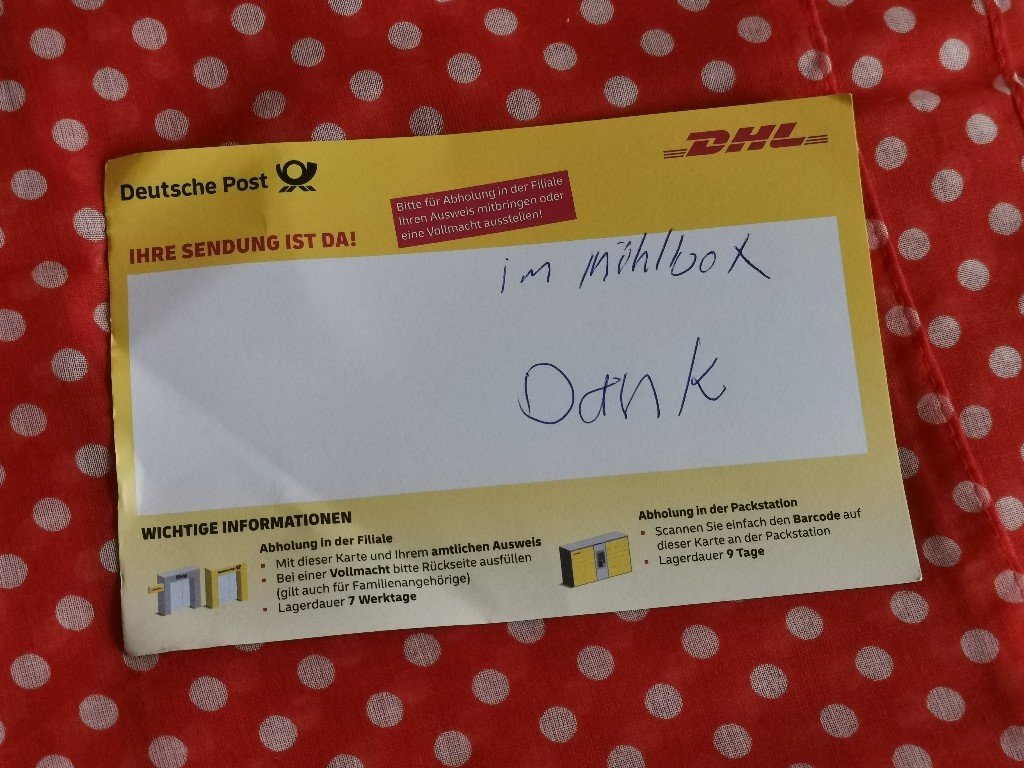 Deutsche Post
DHL
Bitte für Abholung in der Filiale
Ihren Ausweis mitbringen oder
eine Vollmacht ausstellen!
IHRE SENDUNG IST DA!
im Mühlbox
Dank
WICHTIGE INFORMATIONEN
Abholung in der Filiale
Mit dieser Karte und Ihrem amtlichen Ausweis
Bei einer Vollmacht bitte Rückseite ausfüllen
(gilt auch für Familienangehörige)
Lagerdauer 7 Werktage
Abholung in der Packstation
Scannen Sie einfach den Barcode auf
dieser Karte an der Packstation
Lagerdauer 9 Tage